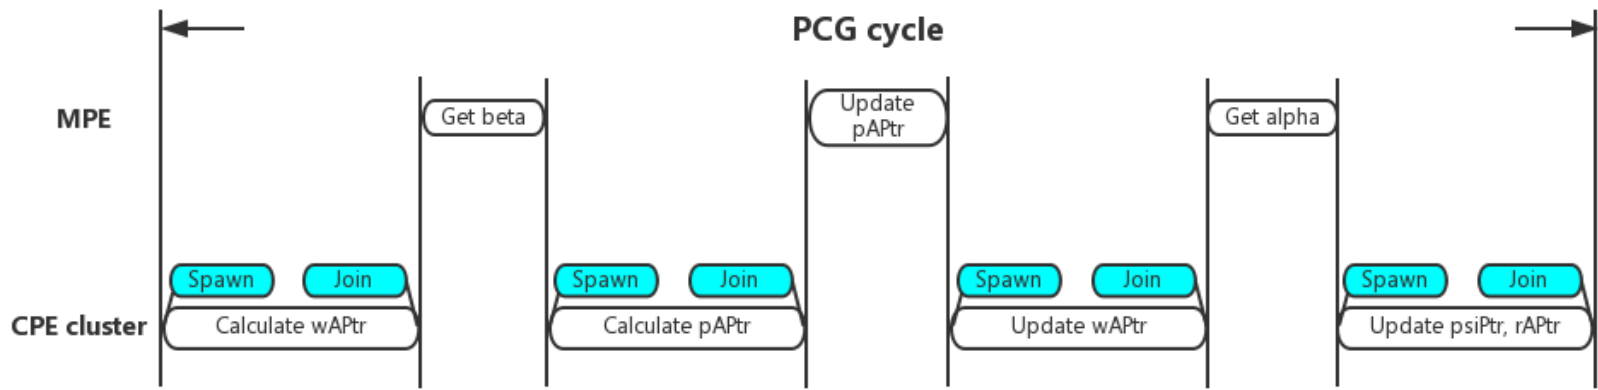 PCG cycle
MPE
Get beta
Update
pAPtr
Get alpha
Spawn
Join
Spawn
Join
Spawn
Join
Spawn
Join
CPE cluster
Calculate wAPtr
Calculate pAPtr
Update wAPtr
Update psiPtr, rAPtr